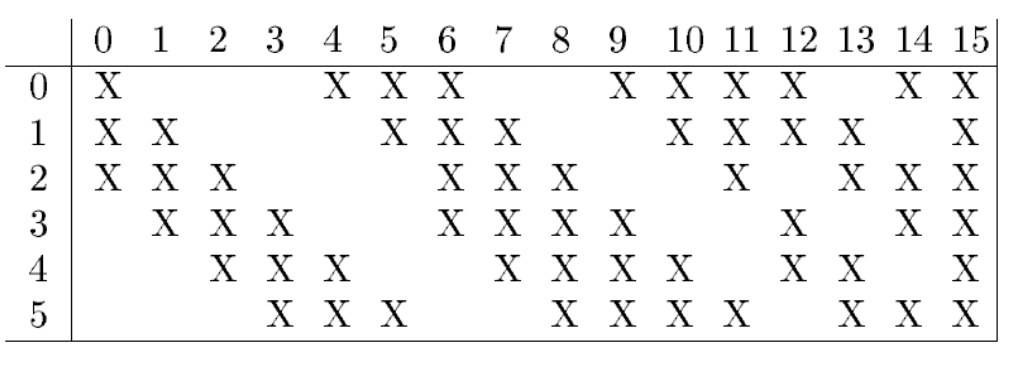 0 1 2 3 4 5 6 7 8 9 10 11 12 13 14 15
0 X X X X X X X X X X
1 X X X X X X X X X X
2 X X X X X X X X X X
3 X X X X X X X X X X
4 X X X X X X X X X X
5 X X X X X X X X X X